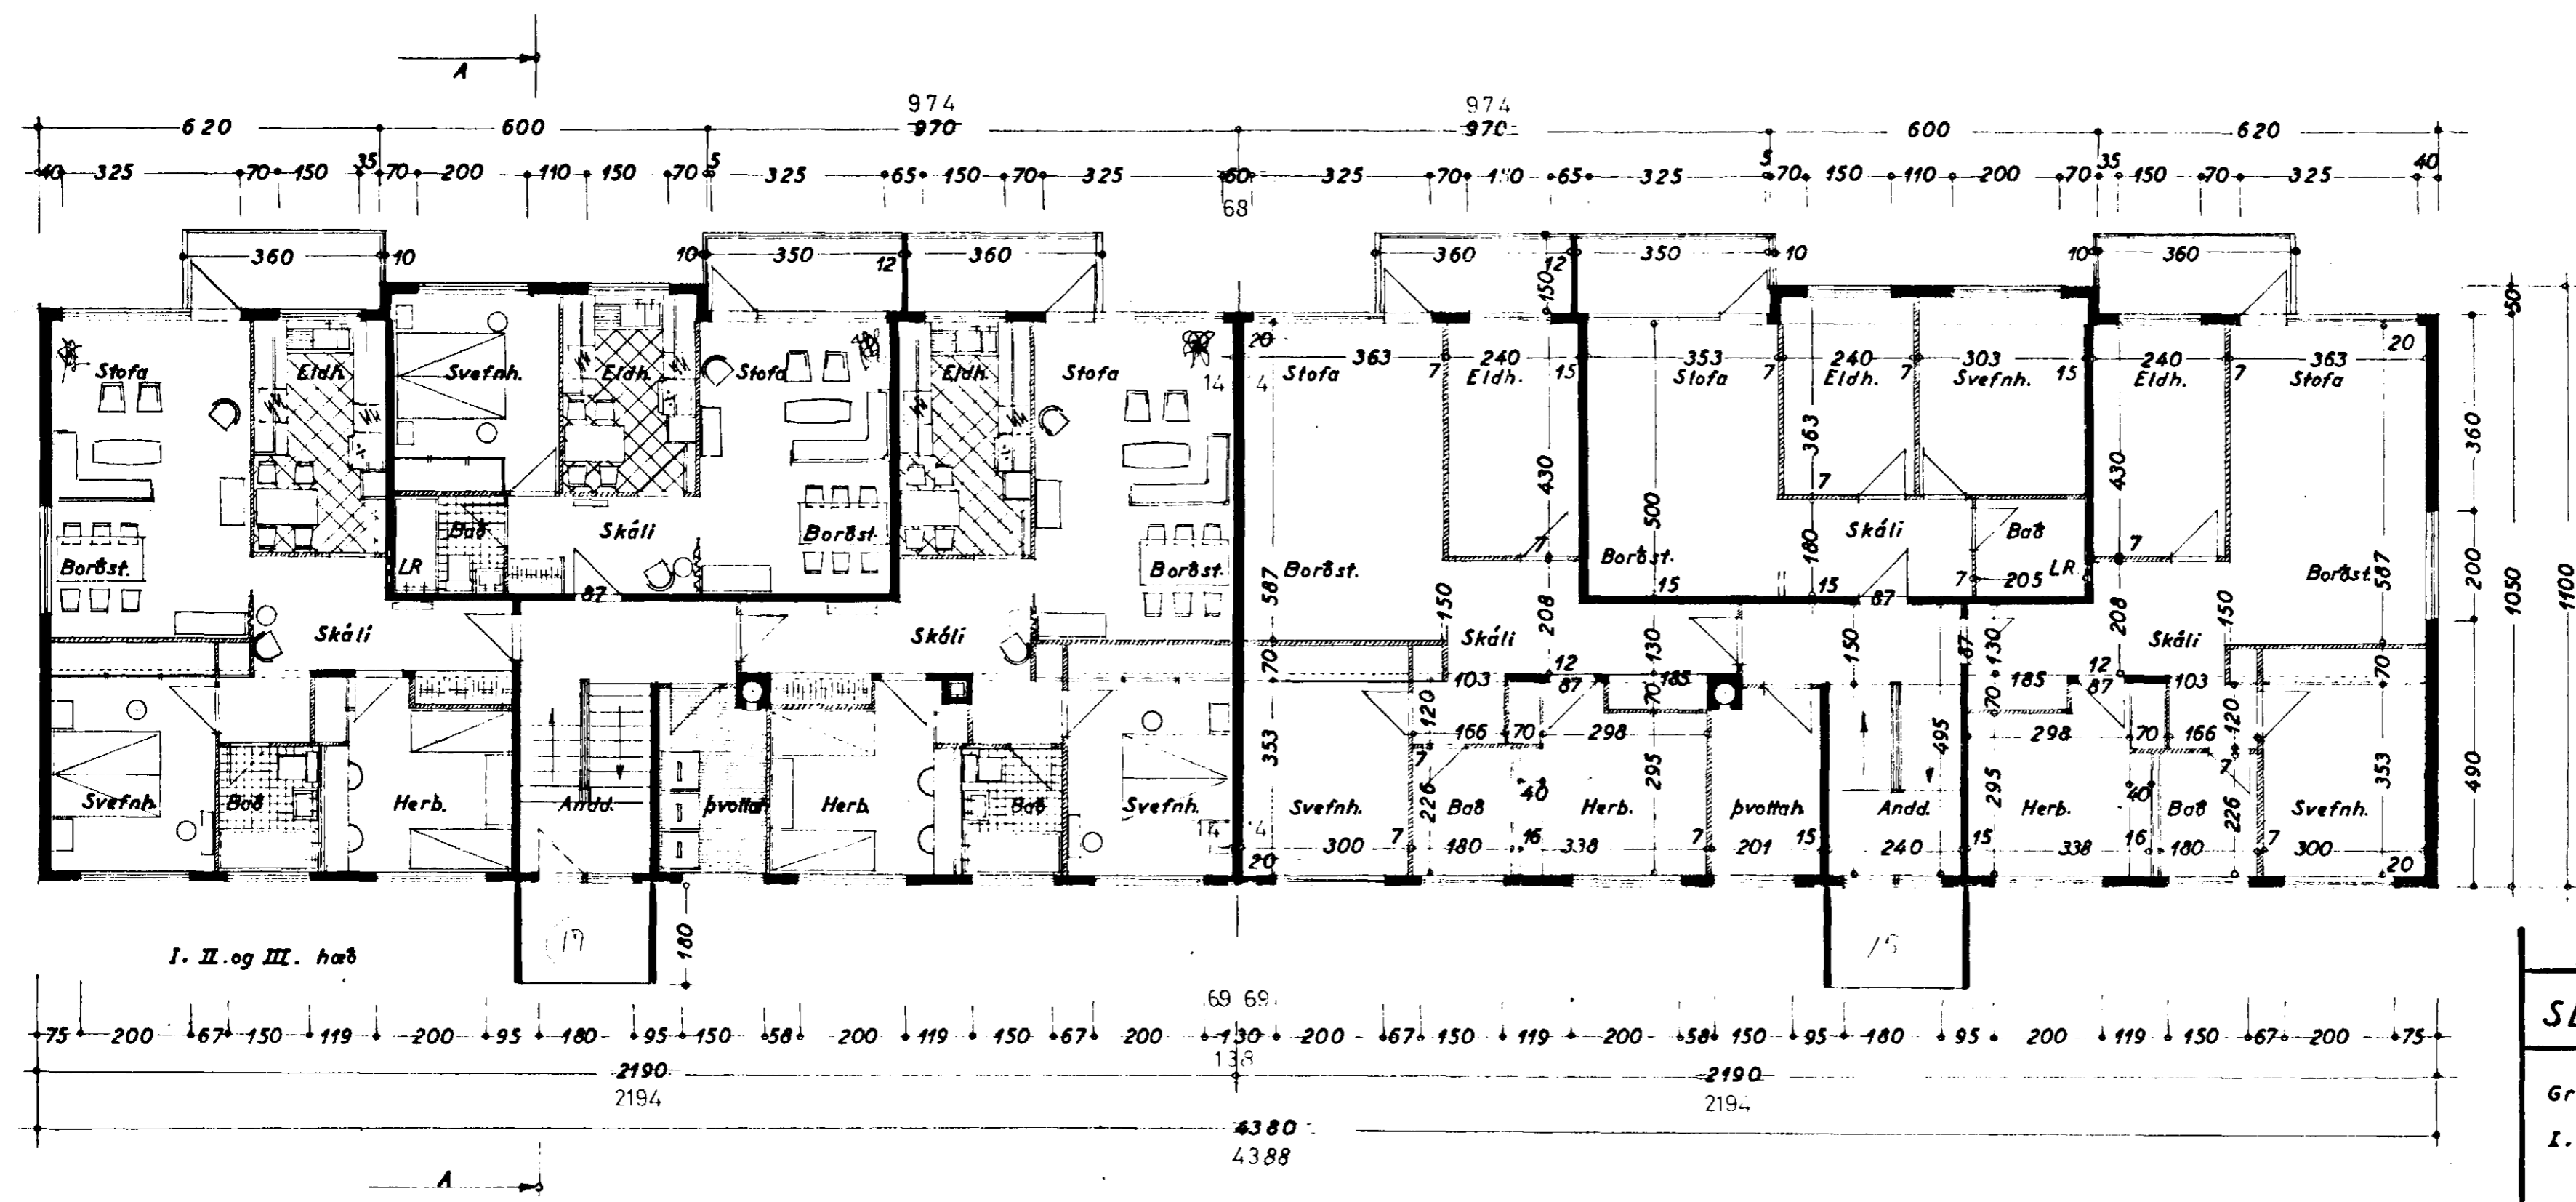 A
974 974
620 600 970 970 600 620
40 325 70 150 35 70 200 110 150 70 5 325 65 150 70 325 60 325 70 150 65 325 5 70 150 110 200 70 35 150 70 325 40
68
360 10 10 350 12 360 360 12 350 10 10 360
150 50
20 363 7 240 15 353 7 240 7 303 15 240 7 363 20
Stofa Eldh. Svefnh. Eldh. Stofa Eldh. Stofa 14 4 Stofa Eldh. Stofa Eldh. Svefnh. Eldh. Stofa
363 360
430 500 7 430
LR Bað Skáli Borðst. Skáli Bað LR
Borðst. Borðst. Borðst. 7 Borðst. 180 7 205 7 Borðst.
87 15 15 87
587 150 208 150 208 587 200 1050 1100
Skáli Skáli Skáli 130 87 130 Skáli
70 103 12 87 185 70 70 185 12 87 103 70
120 166 70 298 495 298 70 166 120
353 7 295 295 7 353 490
Svefnh. Bað Herb. Andd. Þvottah. Herb. Bað Svefnh. Svefnh. Bað 40 Herb. Þvottah. Andd. Herb. 40 Bað Svefnh.
226 226
14 4
20 300 7 180 16 338 7 201 15 240 15 338 16 180 7 300 20
180
17 15
I. II. og III. hæð
69 69
75 200 67 150 119 200 95 180 95 150 58 200 119 150 67 200 130 200 67 150 119 200 58 150 95 180 95 200 119 150 67 200 75
138
2190 2190
2194 2194
4380
4388
A
Gr
I.